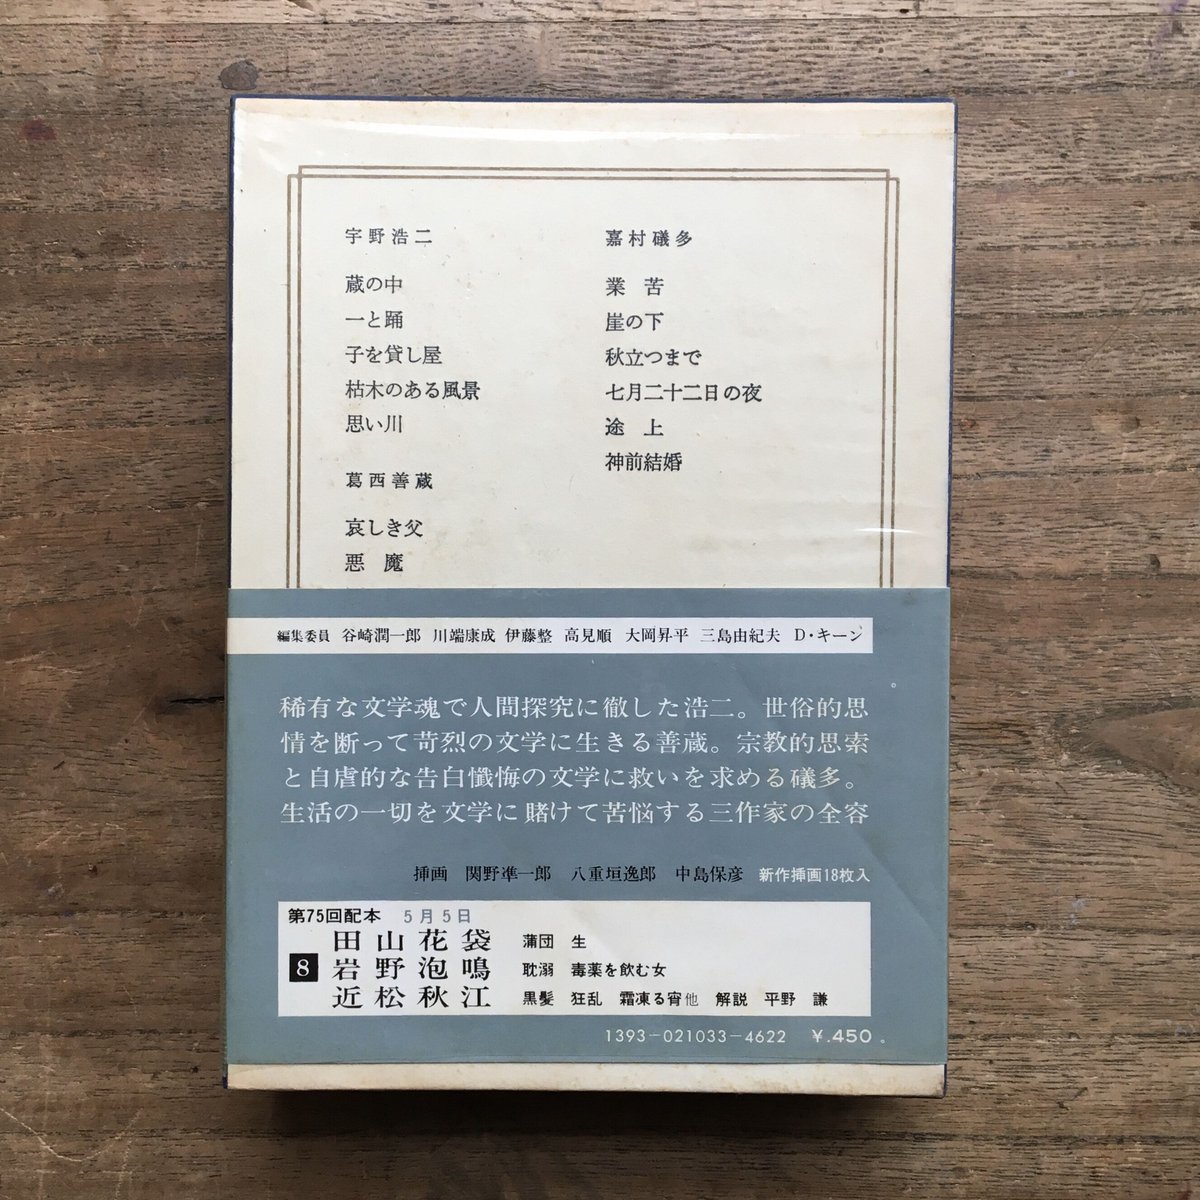 宇野浩二
蔵の中
一と踊
子を貸し屋
枯木のある風景
思い川
葛西善蔵
哀しき父
悪 魔
嘉村礒多
業 苦
崖の下
秋立つまで
七月二十二日の夜
途 上
神前結婚
編集委員 谷崎潤一郎 川端康成 伊藤整 高見順 大岡昇平 三島由紀夫 D・キーン
稀有な文学魂で人間探究に徹した浩二。世俗的思
情を断って苛烈の文学に生きる善蔵。宗教的思索
と自虐的な告白懺悔の文学に救いを求める礒多。
生活の一切を文学に賭けて苦悩する三作家の全容
挿画 関野凖一郎 八重垣逸郎 中島保彦 新作挿画18枚入
第75回配本 5月5日
8
田山花袋 蒲団 生
岩野泡鳴 耽溺 毒薬を飲む女
近松秋江 黒髪 狂乱 霜凍る宵他 解説 平野 謙
1393-021033-4622 ¥.450。